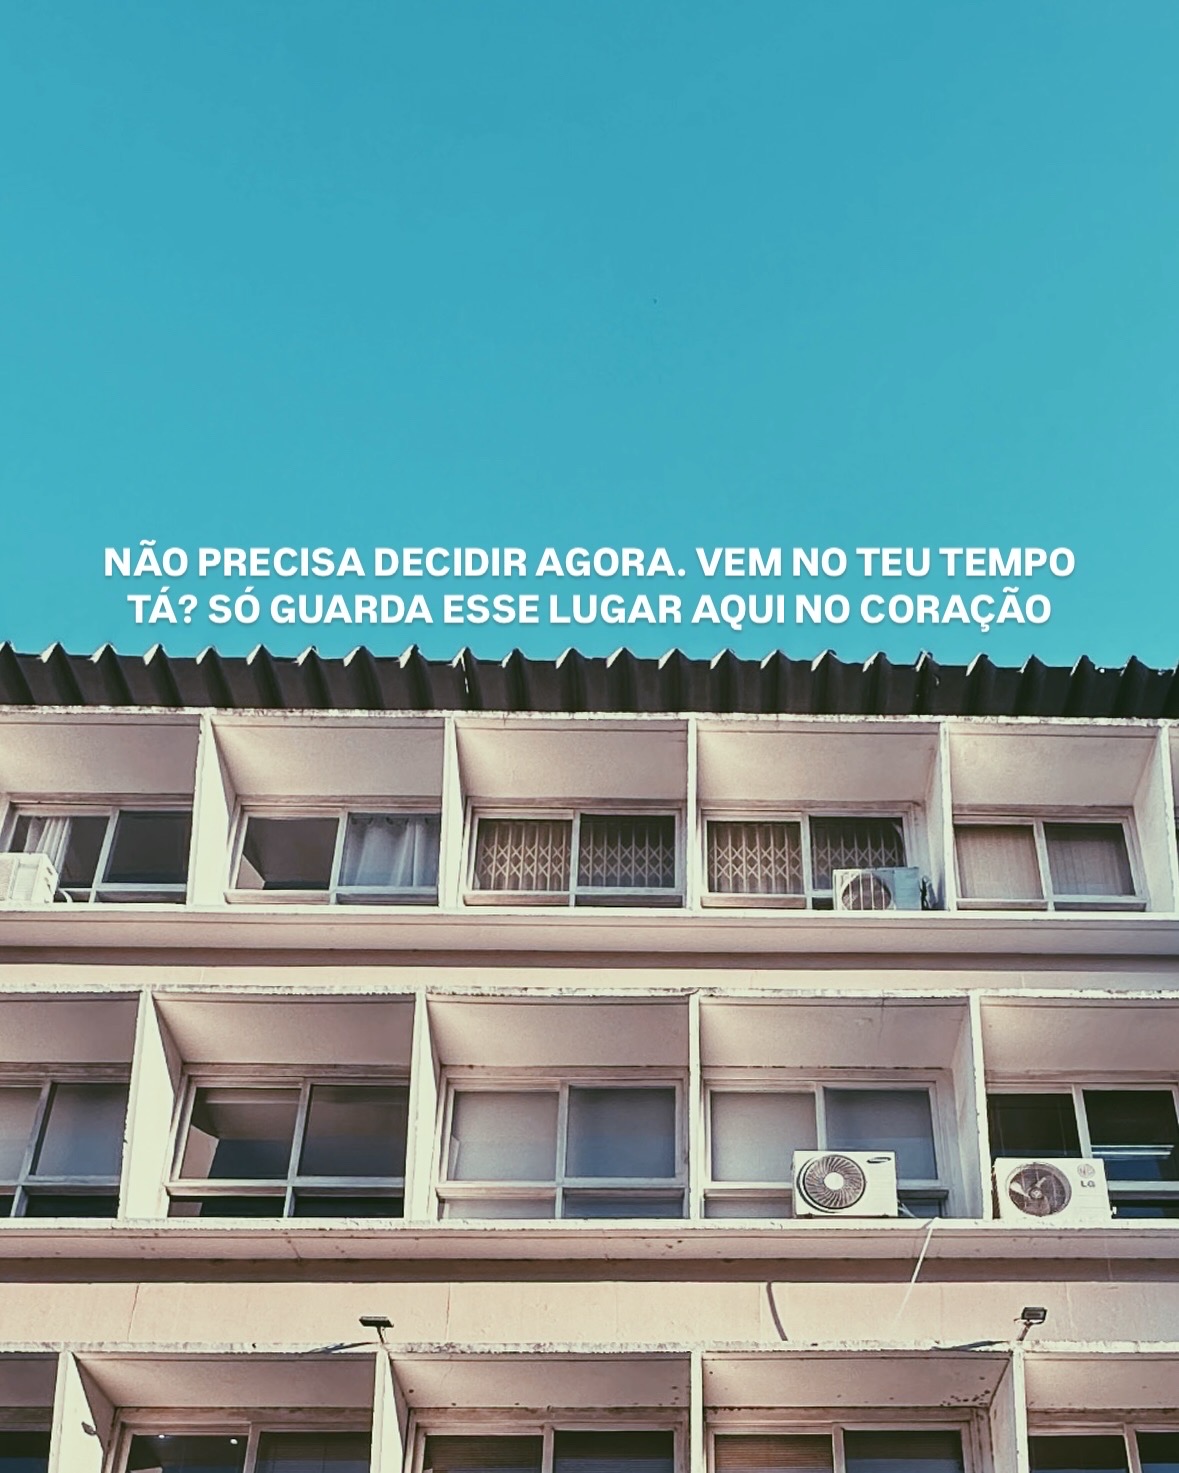 NÃO PRECISA DECIDIR AGORA. VEM NO TEU TEMPO
TÁ? SÓ GUARDA ESSE LUGAR AQUI NO CORAÇÃO
LG